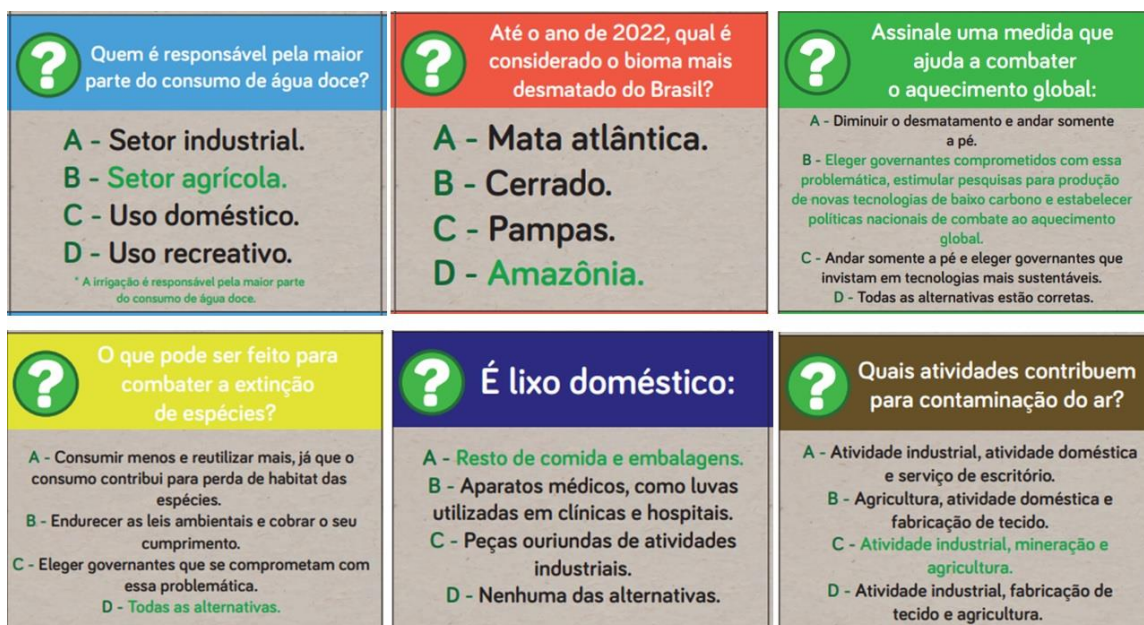 Quem é responsável pela maior
parte do consumo de água doce?
A - Setor industrial.
B - Setor agrícola.
C - Uso doméstico.
D - Uso recreativo.
* A irrigação é responsável pela maior parte
do consumo de água doce.
Até o ano de 2022, qual é
considerado o bioma mais
desmatado do Brasil?
A - Mata atlântica.
B - Cerrado.
C - Pampas.
D - Amazônia.
Assinale uma medida que
ajuda a combater
o aquecimento global:
A - Diminuir o desmatamento e andar somente
a pé.
B - Eleger governantes comprometidos com essa
problemática, estimular pesquisas para produção
de novas tecnologias de baixo carbono e estabelecer
políticas nacionais de combate ao aquecimento
global.
C - Andar somente a pé e eleger governantes que
invistam em tecnologias mais sustentáveis.
D - Todas as alternativas estão corretas.
O que pode ser feito para
combater a extinção
de espécies?
A - Consumir menos e reutilizar mais, já que o
consumo contribui para perda de habitat das
espécies.
B - Endurecer as leis ambientais e cobrar o seu
cumprimento.
C - Eleger governantes que se comprometam com
essa problemática.
D - Todas as alternativas.
É lixo doméstico:
A - Resto de comida e embalagens.
B - Aparatos médicos, como luvas
utilizadas em clínicas e hospitais.
C - Peças ouriundas de atividades
industriais.
D - Nenhuma das alternativas.
Quais atividades contribuem
para contaminação do ar?
A - Atividade industrial, atividade doméstica
e serviço de escritório.
B - Agricultura, atividade doméstica e
fabricação de tecido.
C - Atividade industrial, mineração e
agricultura.
D - Atividade industrial, fabricação de
tecido e agricultura.